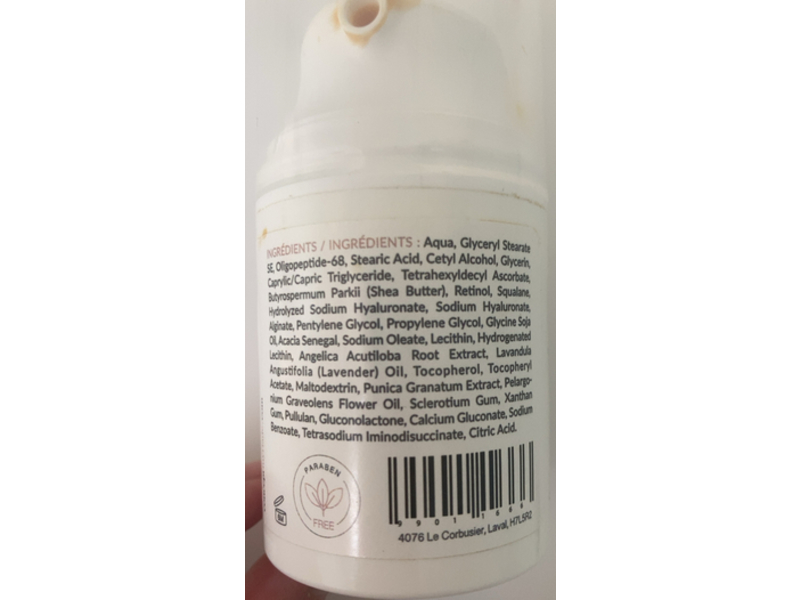 INGRÉDIENTS / INGRÉDIENTS : Aqua, Glyceryl Stearate
SE, Oligopeptide-68, Stearic Acid, Cetyl Alcohol, Glycerin,
Caprylic/Capric Triglyceride, Tetrahexyldecyl Ascorbate,
Butyrospermum Parkii (Shea Butter), Retinol, Squalane,
Hydrolyzed Sodium Hyaluronate, Sodium Hyaluronate,
Alginate, Pentylene Glycol, Propylene Glycol, Glycine Soja
Oil, Acacia Senegal, Sodium Oleate, Lecithin, Hydrogenated
Lecithin, Angelica Acutiloba Root Extract, Lavandula
Angustifolia (Lavender) Oil, Tocopherol, Tocopheryl
Acetate, Maltodextrin, Punica Granatum Extract, Pelargo-
nium Graveolens Flower Oil, Sclerotium Gum, Xanthan
Gum, Pullulan, Gluconolactone, Calcium Gluconate, Sodium
Benzoate, Tetrasodium Iminodisuccinate, Citric Acid.
PARABEN
FREE
4076 Le Corbusier, Laval, H7L5R2